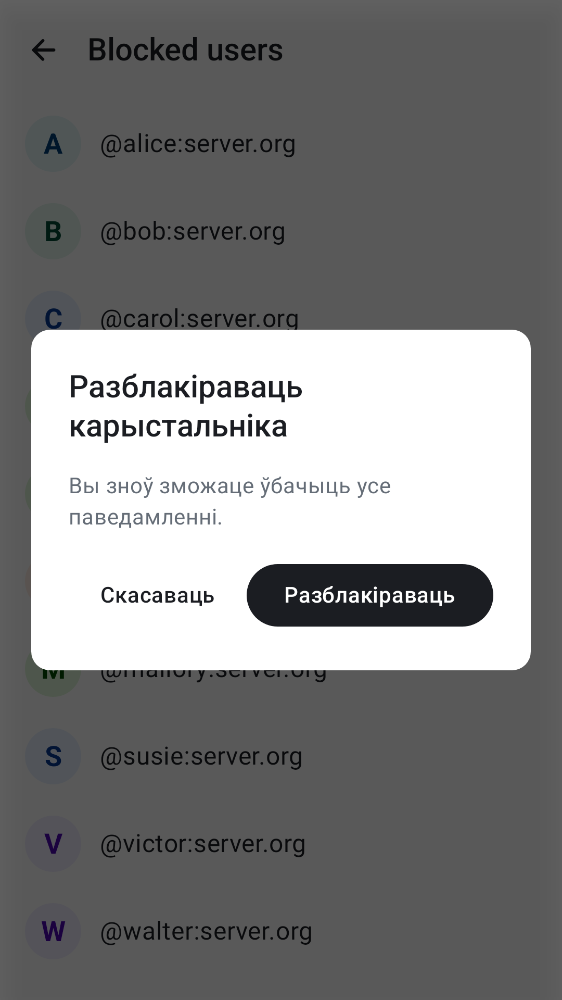 Blocked users
A
@alice:server.org
B
@bob:server.org
C
@carol:server.org
Разблакіраваць
карыстальніка
Вы зноў зможаце ўбачыць усе
паведамленні.
Скасаваць
Разблакіраваць
M
@mallory:server.org
S
@susie:server.org
V
@victor:server.org
W
@walter:server.org